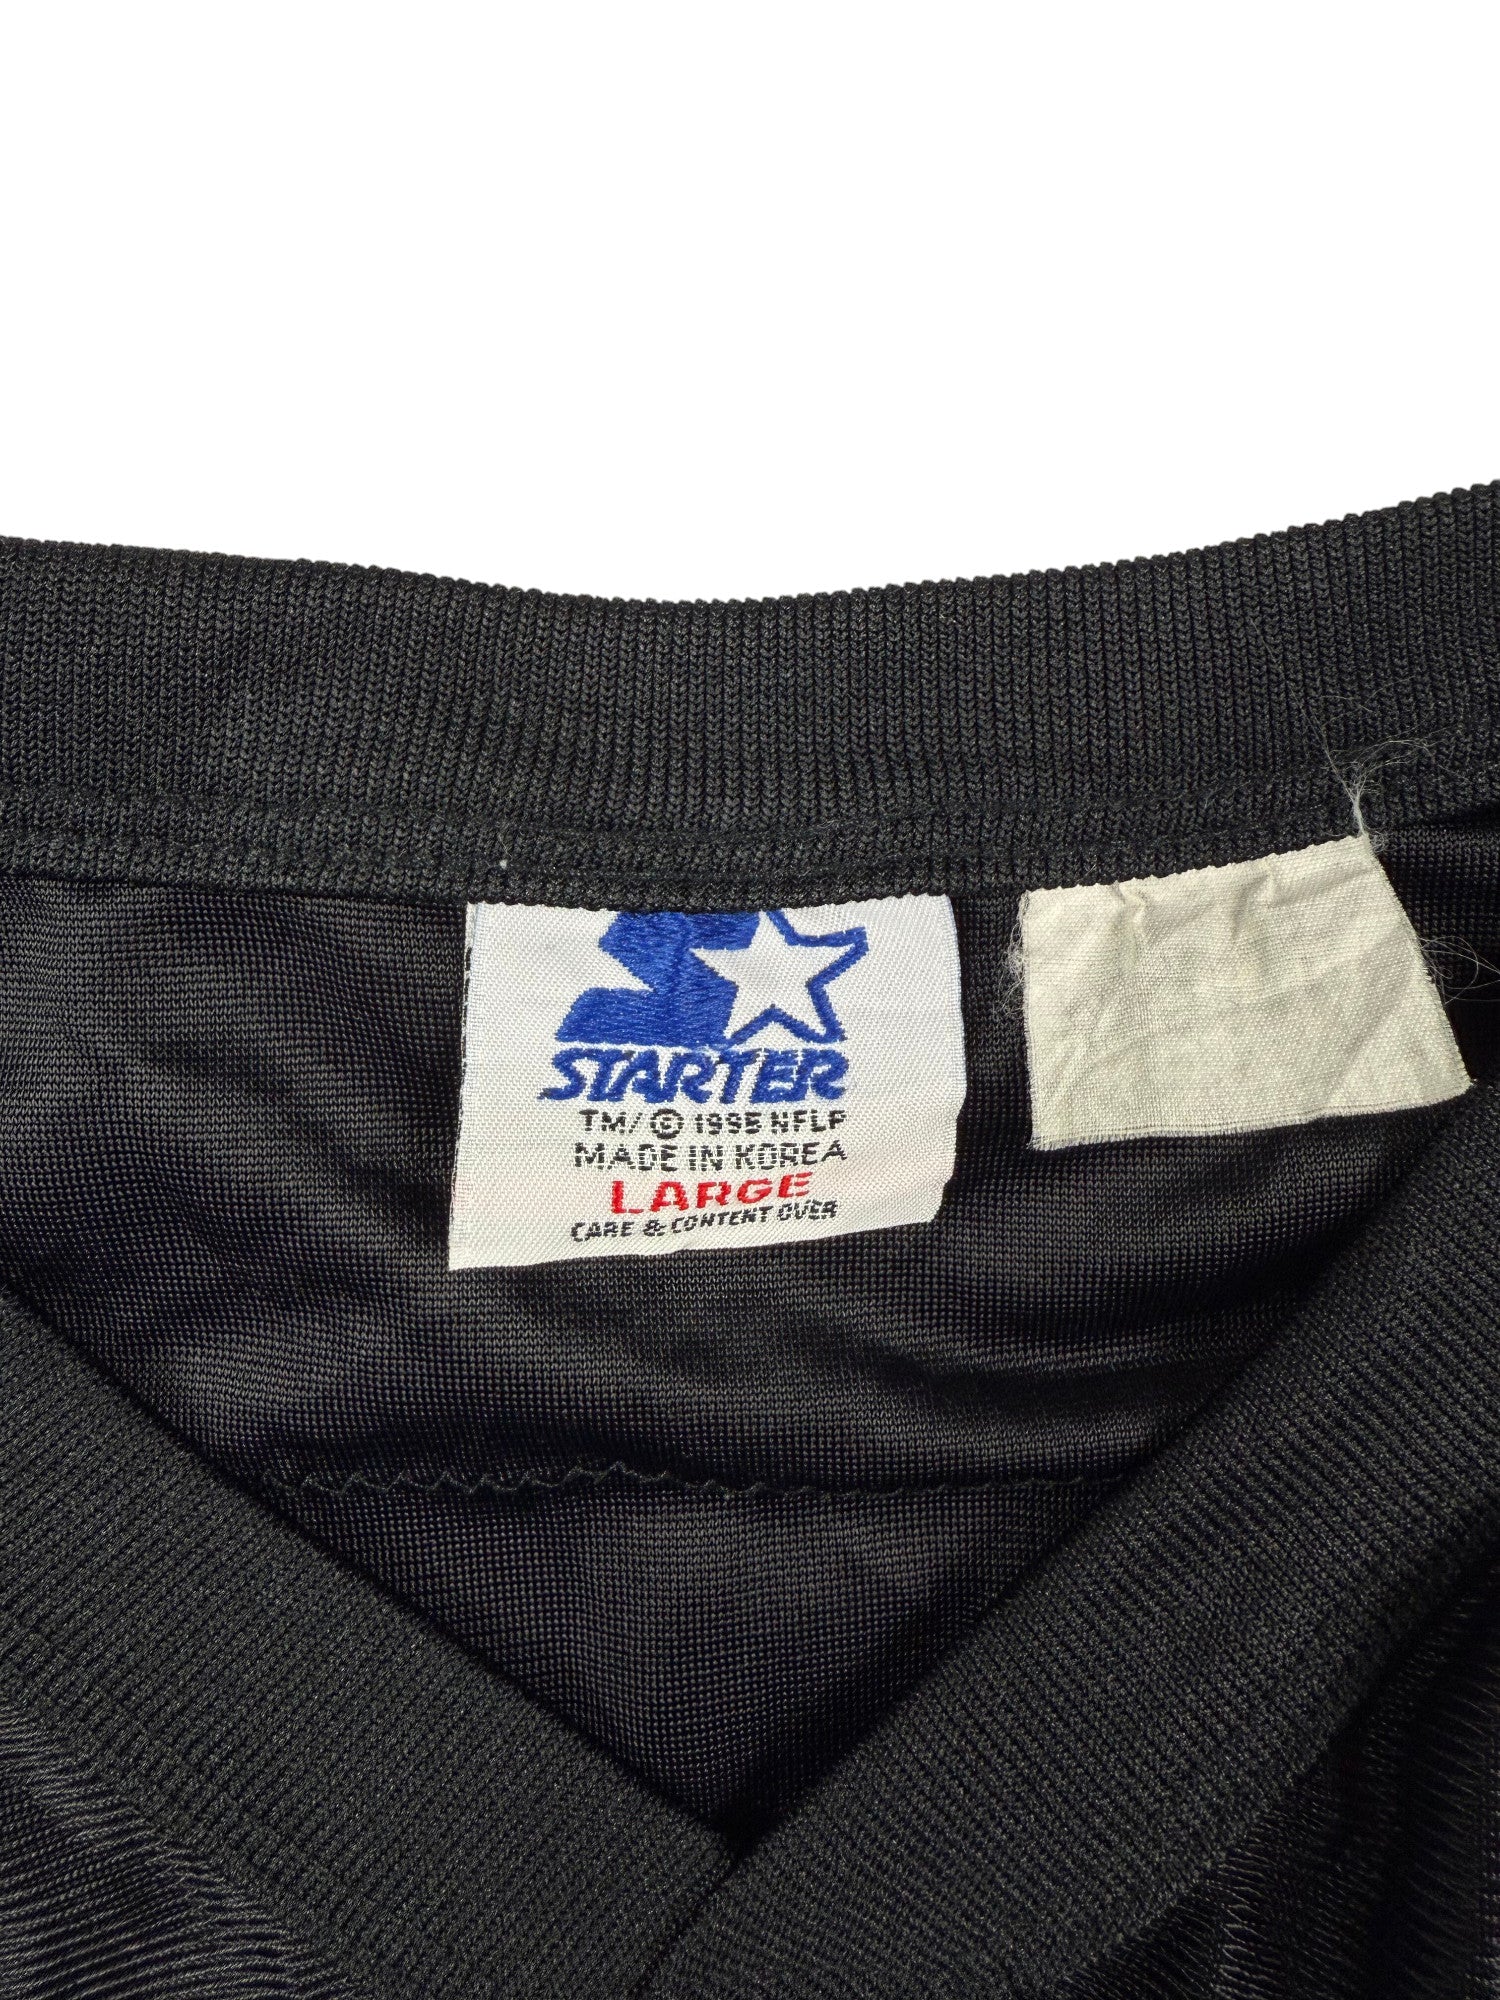 STARTER
TM/© 1995 NFLP
MADE IN KOREA
LARGE
CARE & CONTENT OVER